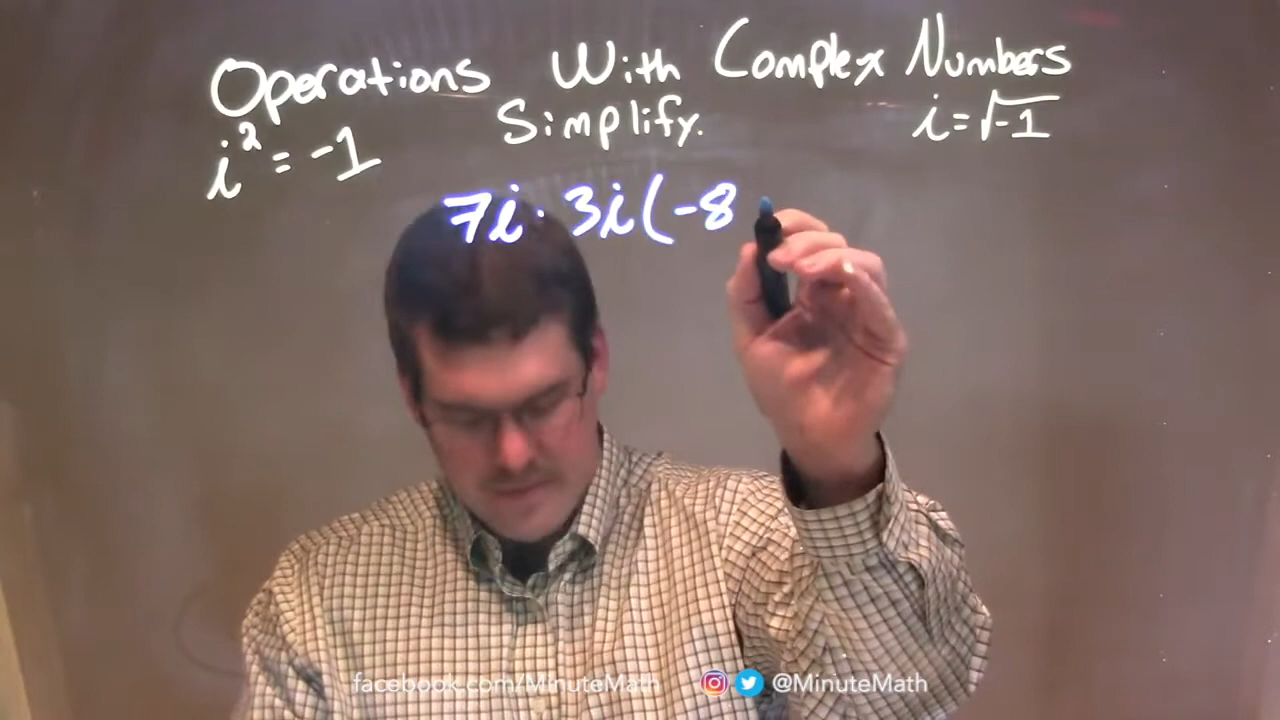 Operations With Complex Numbers
i² = -1 Simplify. i = √-1
7i · 3i(-8
facebook.com/MinuteMath @MinuteMath